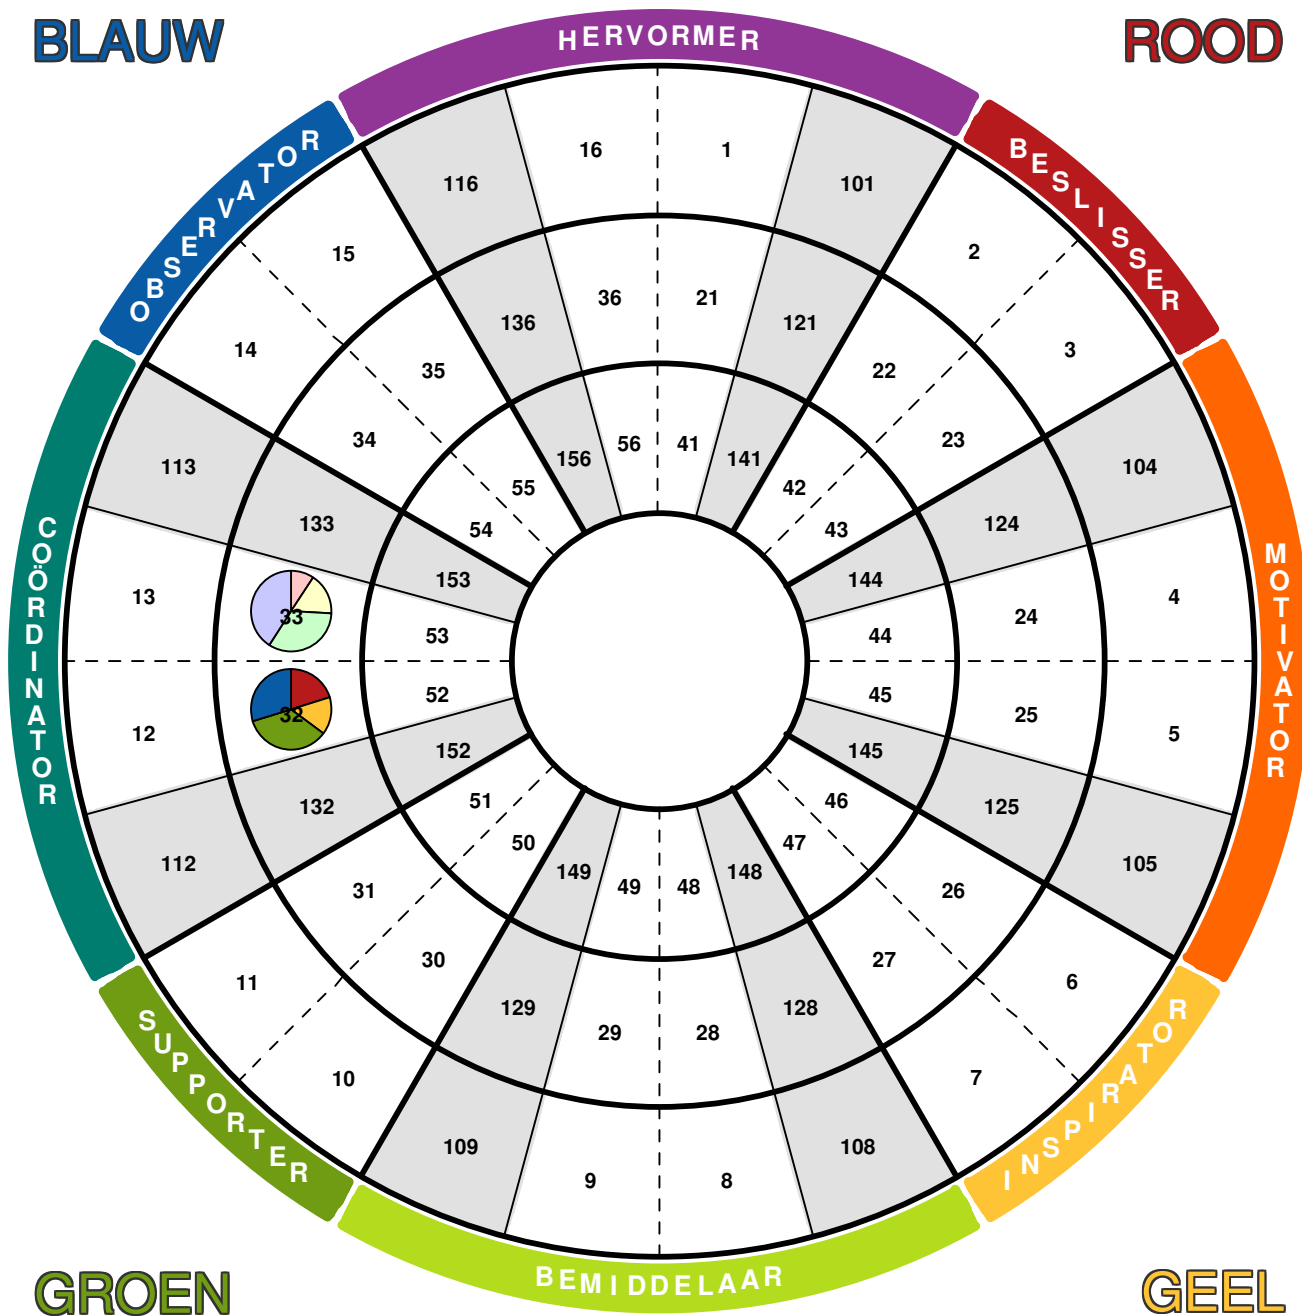 BLAUW
ROOD
HERVORMER
OBSERVATOR
BESLISSER
16 1
116 101
15 2
36 21
136 121
14 3
35 22
34 23
56 41
156 141
113 104
55 42
133 124
54 43
153 144
13 33 53 44 24 4
COÖRDINATOR
MOTIVATOR
12 32 52 45 25 5
152 145
132 125
51 46
50 47
112 105
149 49 48 148
31 26
30 27
11 6
129 128
29 28
10 7
109 108
9 8
SUPPORTER
INSPIRATOR
BEMIDDELAAR
GROEN
GEEL